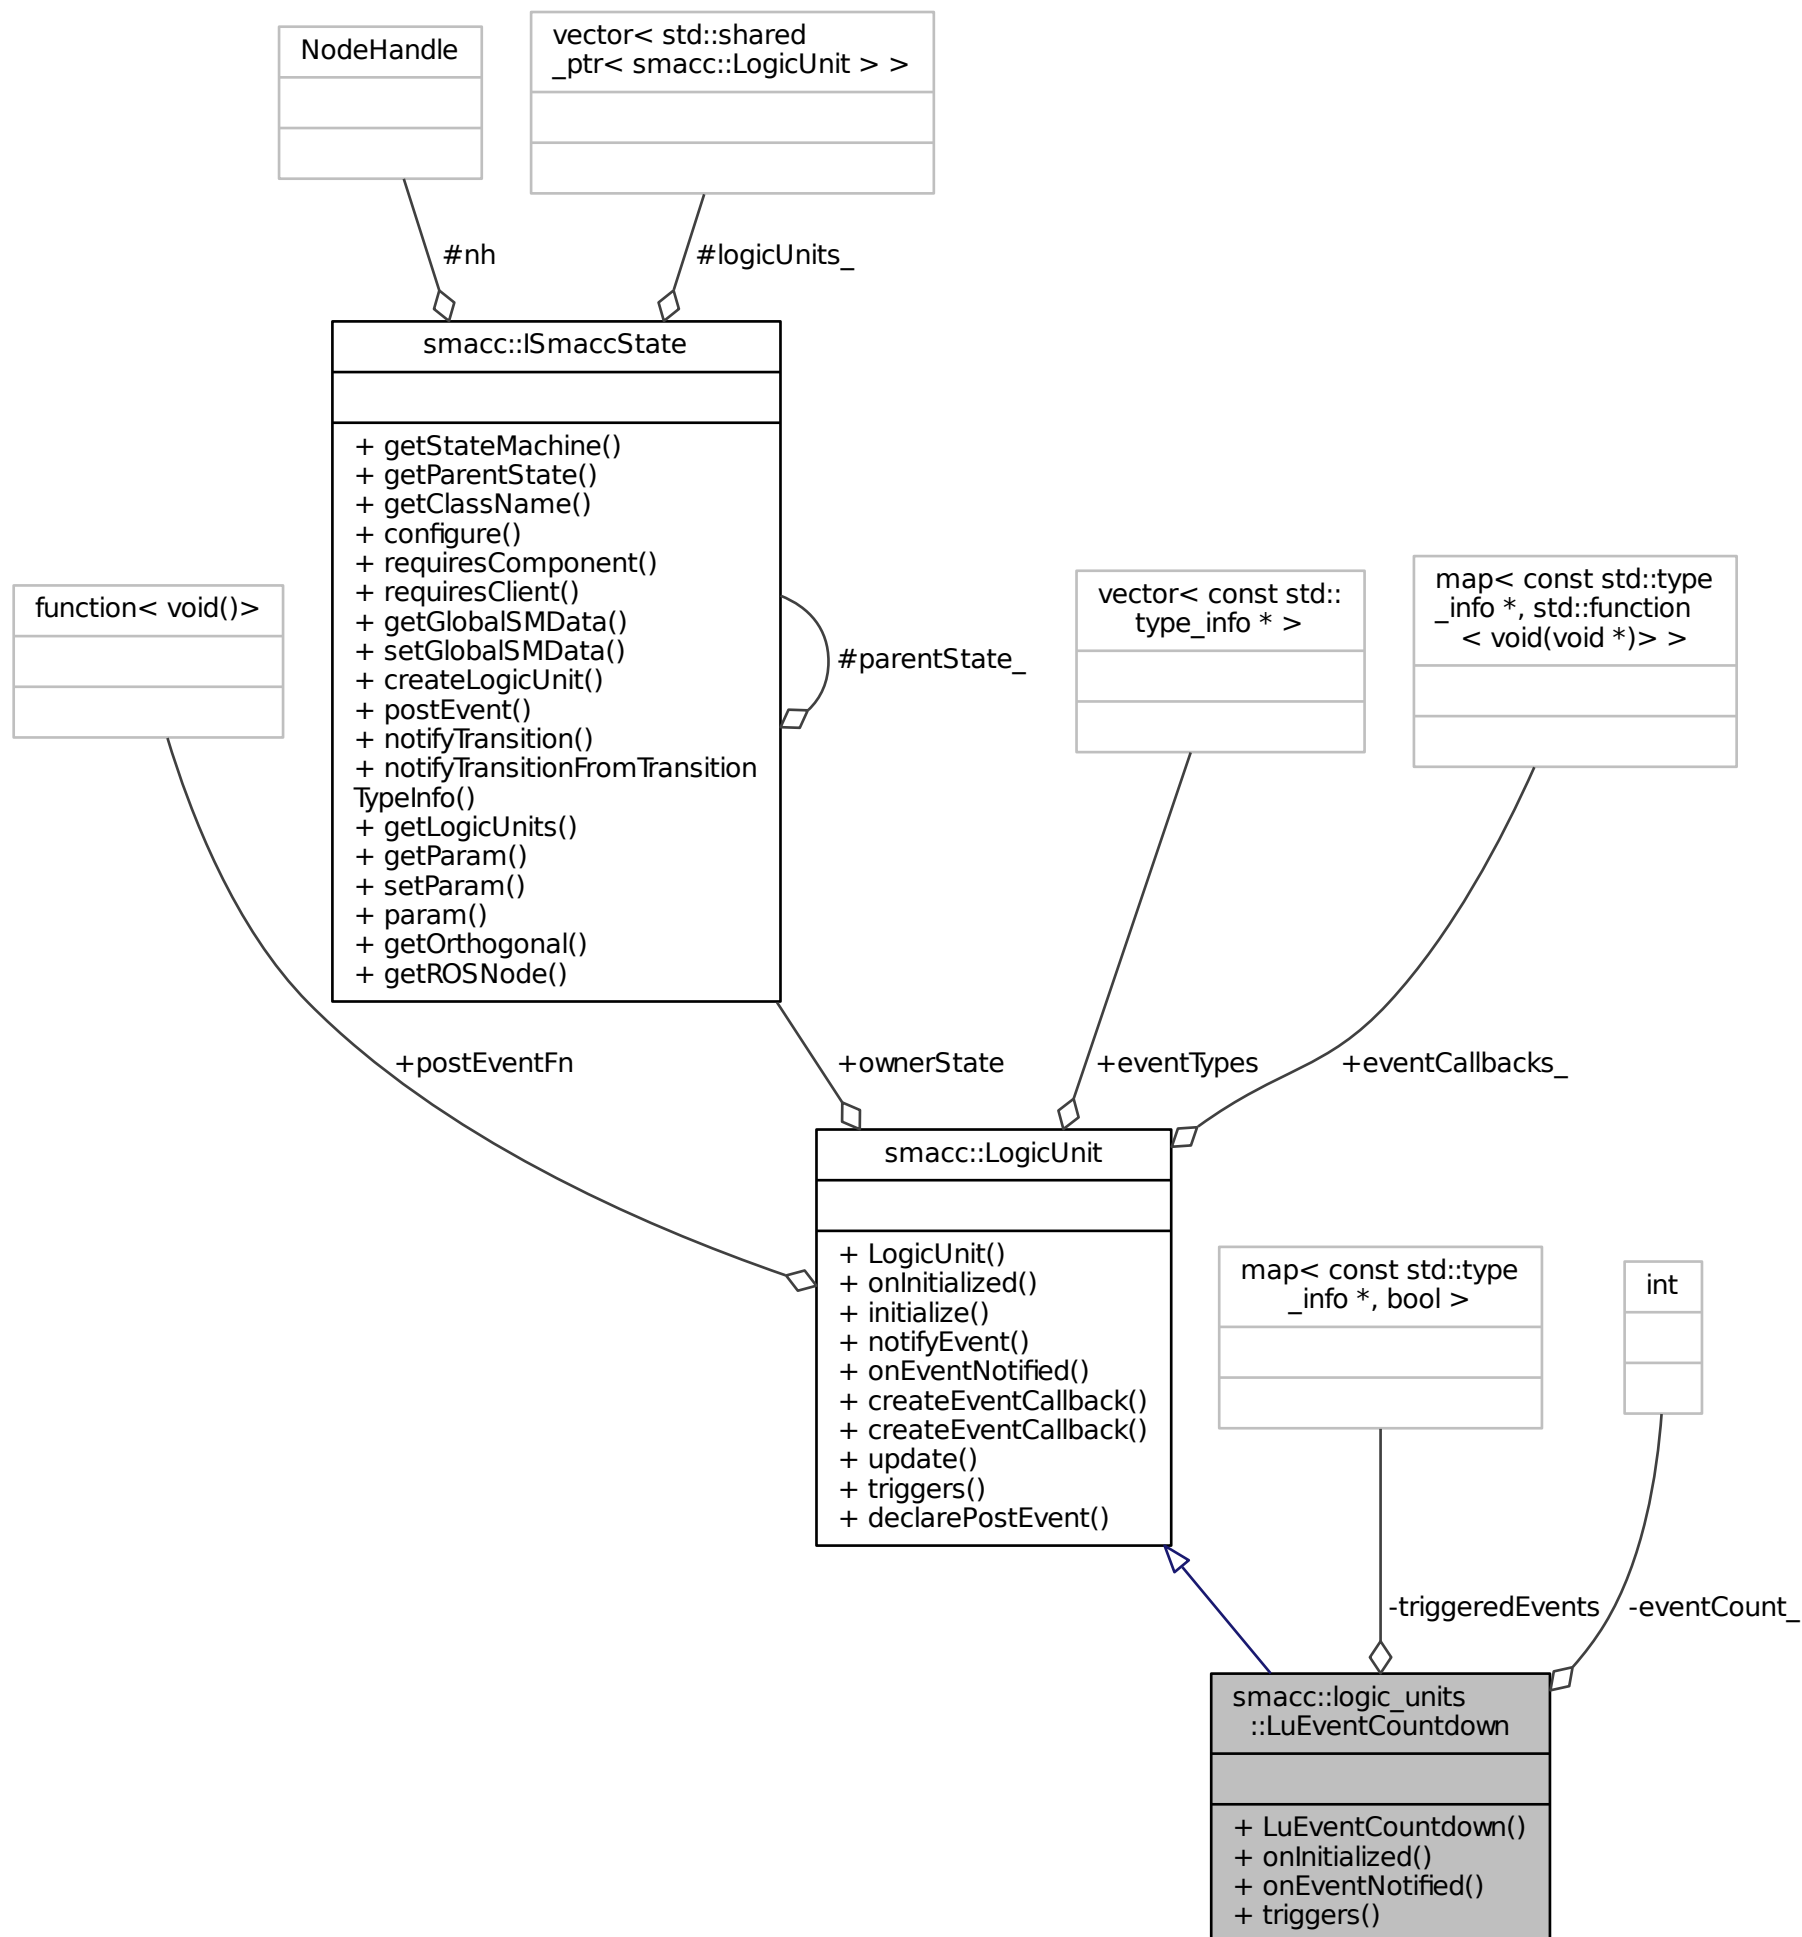 NodeHandle
vector< std::shared
_ptr< smacc::LogicUnit > >
#nh
#logicUnits_
smacc::ISmaccState
+ getStateMachine()
+ getParentState()
+ getClassName()
+ configure()
+ requiresComponent()
+ requiresClient()
+ getGlobalSMData()
+ setGlobalSMData()
+ createLogicUnit()
+ postEvent()
+ notifyTransition()
+ notifyTransitionFromTransition
TypeInfo()
+ getLogicUnits()
+ getParam()
+ setParam()
+ param()
+ getOrthogonal()
+ getROSNode()
#parentState_
function< void()>
vector< const std::
type_info * >
map< const std::type
_info *, std::function
< void(void *)> >
+postEventFn
+ownerState
+eventTypes
+eventCallbacks_
smacc::LogicUnit
+ LogicUnit()
+ onInitialized()
+ initialize()
+ notifyEvent()
+ onEventNotified()
+ createEventCallback()
+ createEventCallback()
+ update()
+ triggers()
+ declarePostEvent()
map< const std::type
_info *, bool >
int
-triggeredEvents
-eventCount_
smacc::logic_units
::LuEventCountdown
+ LuEventCountdown()
+ onInitialized()
+ onEventNotified()
+ triggers()